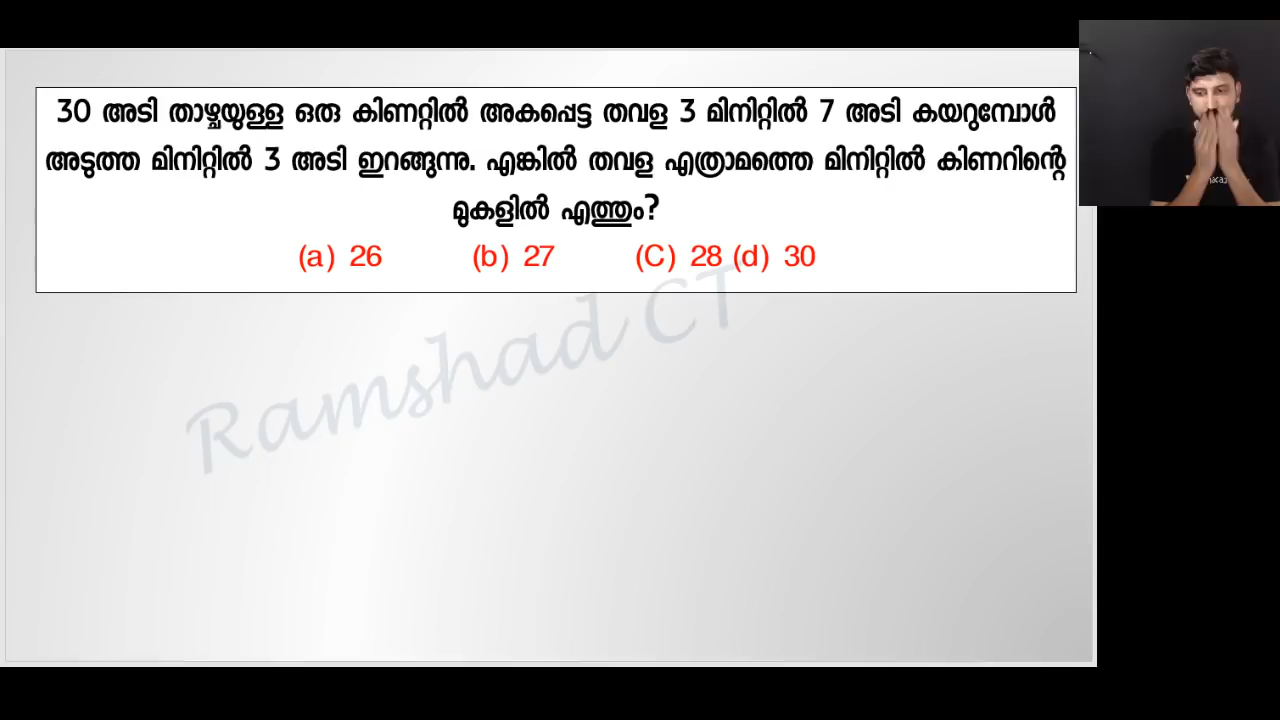 30 അടി താഴ്ചയുള്ള ഒരു കിണറ്റിൽ അകപ്പെട്ട തവള 3 മിനിറ്റിൽ 7 അടി കയറുമ്പോൾ
അടുത്ത മിനിറ്റിൽ 3 അടി ഇറങ്ങുന്നു. എങ്കിൽ തവള എത്രാമത്തെ മിനിറ്റിൽ കിണറിന്റെ
മുകളിൽ എത്തും?
(a) 26 (b) 27 (C) 28 (d) 30
Ramshad CT